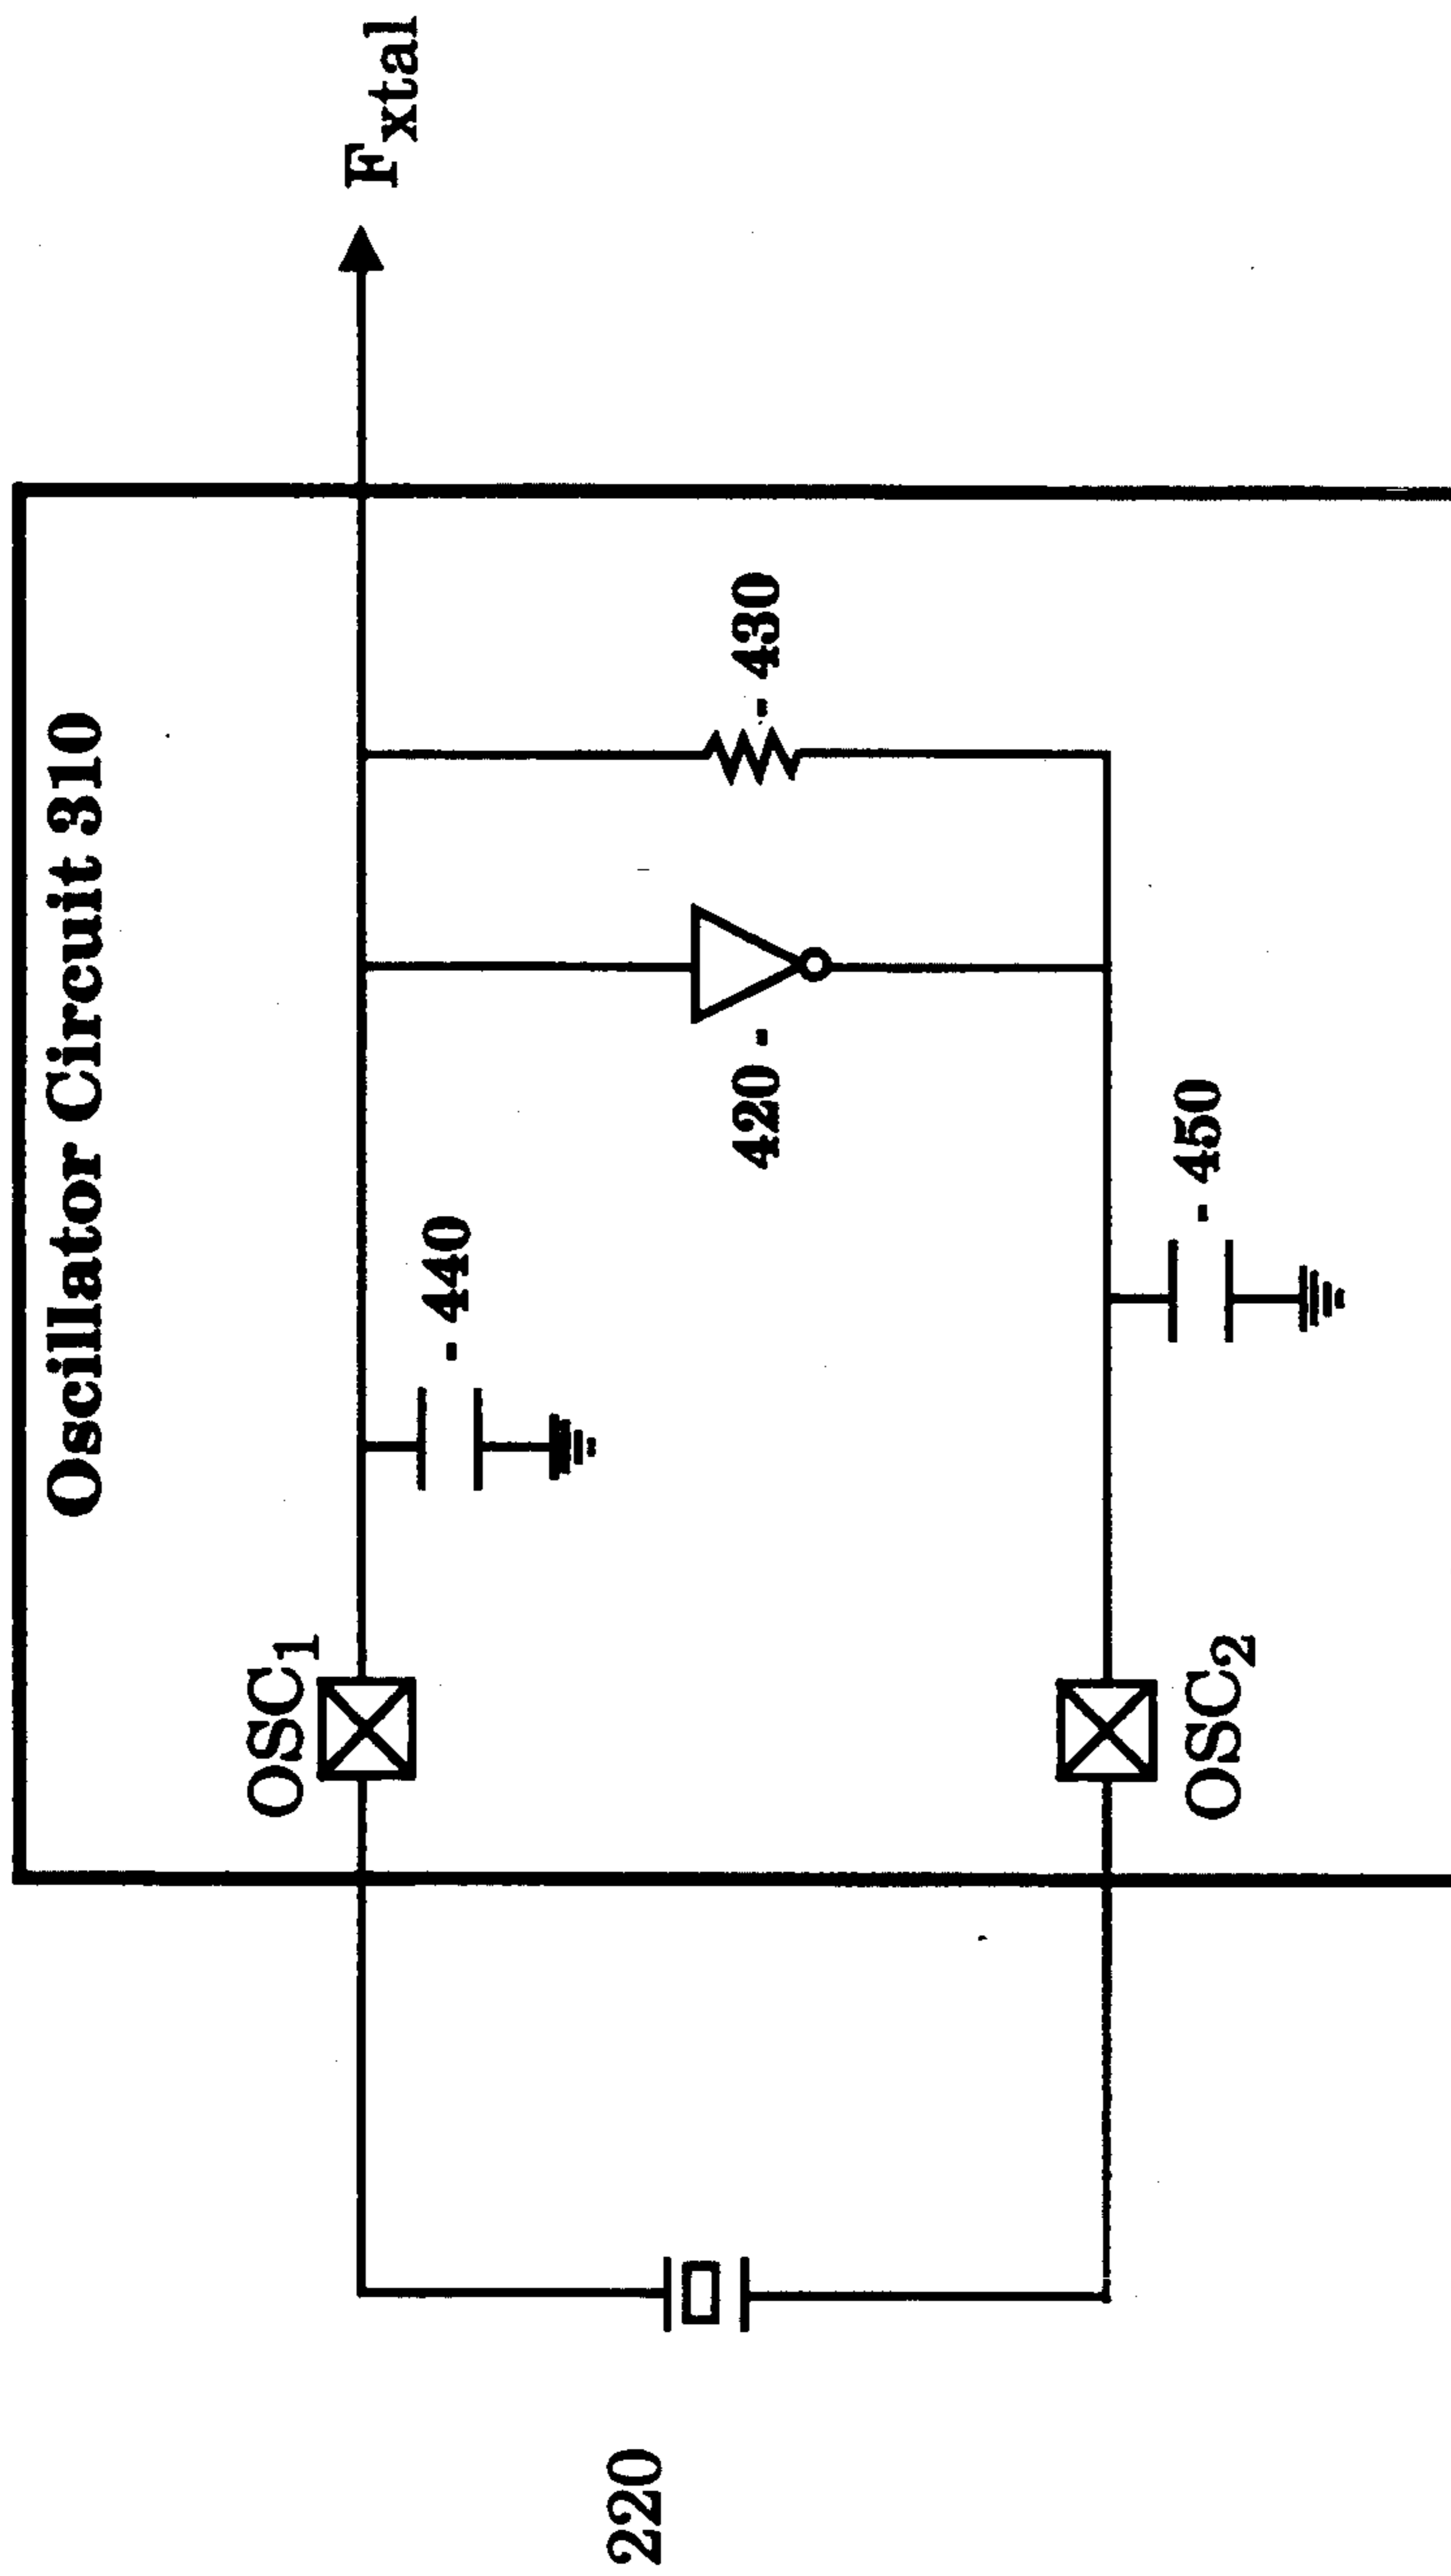 Oscillator Circuit 310
OSC1
Fxtal
- 440
220
420 -
- 430
- 450
OSC2